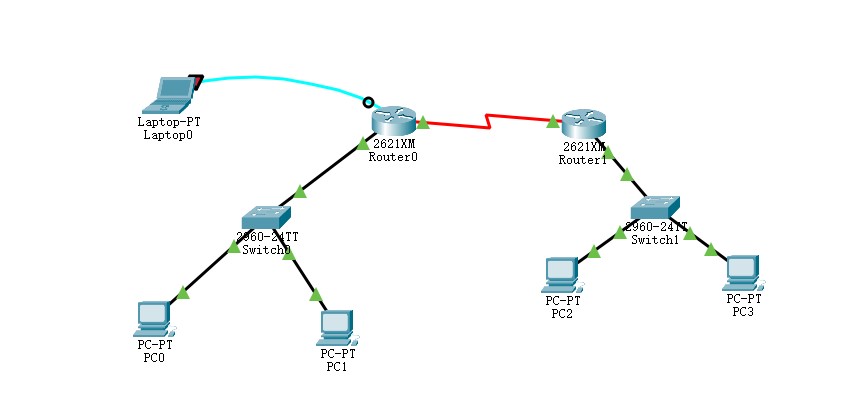 Laptop-PT
Laptop0
2621XM
Router0
2621XM
Router1
2960-24TT
Switch0
2960-24TT
Switch1
PC-PT
PC0
PC-PT
PC1
PC-PT
PC2
PC-PT
PC3